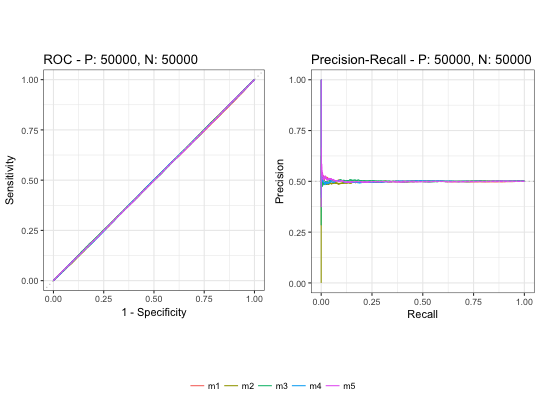 ROC - P: 50000, N: 50000
Precision-Recall - P: 50000, N: 50000
1.00
0.75
0.50
0.25
0.00
Sensitivity
0.00 0.25 0.50 0.75 1.00
1 - Specificity
1.00
0.75
0.50
0.25
0.00
Precision
0.00 0.25 0.50 0.75 1.00
Recall
m1 m2 m3 m4 m5